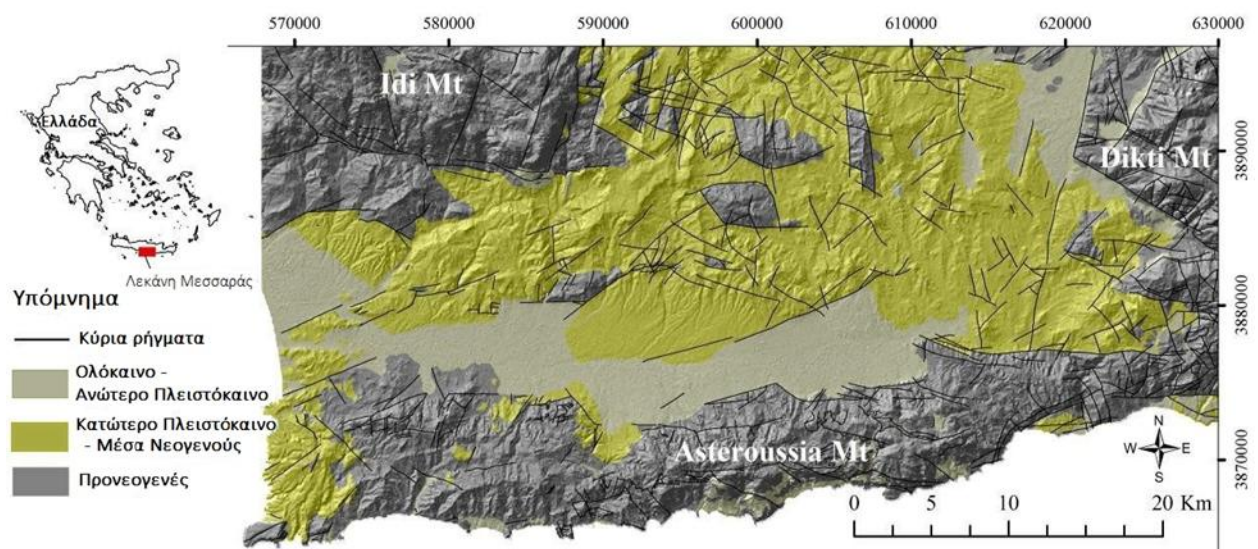 570000
580000
590000
600000
610000
620000
630000
Idi Mt
Ελλάδα
Dikti Mt
3890000
Λεκάνη Μεσσαράς
Υπόμνημα
3880000
Κύρια ρήγματα
Ολόκαινο -
Ανώτερο Πλειστόκαινο
Κατώτερο Πλειστόκαινο
- Μέσα Νεογενούς
Προνεογενές
Asteroussia Mt
N
W
E
S
3870000
0 5 10 20 Km